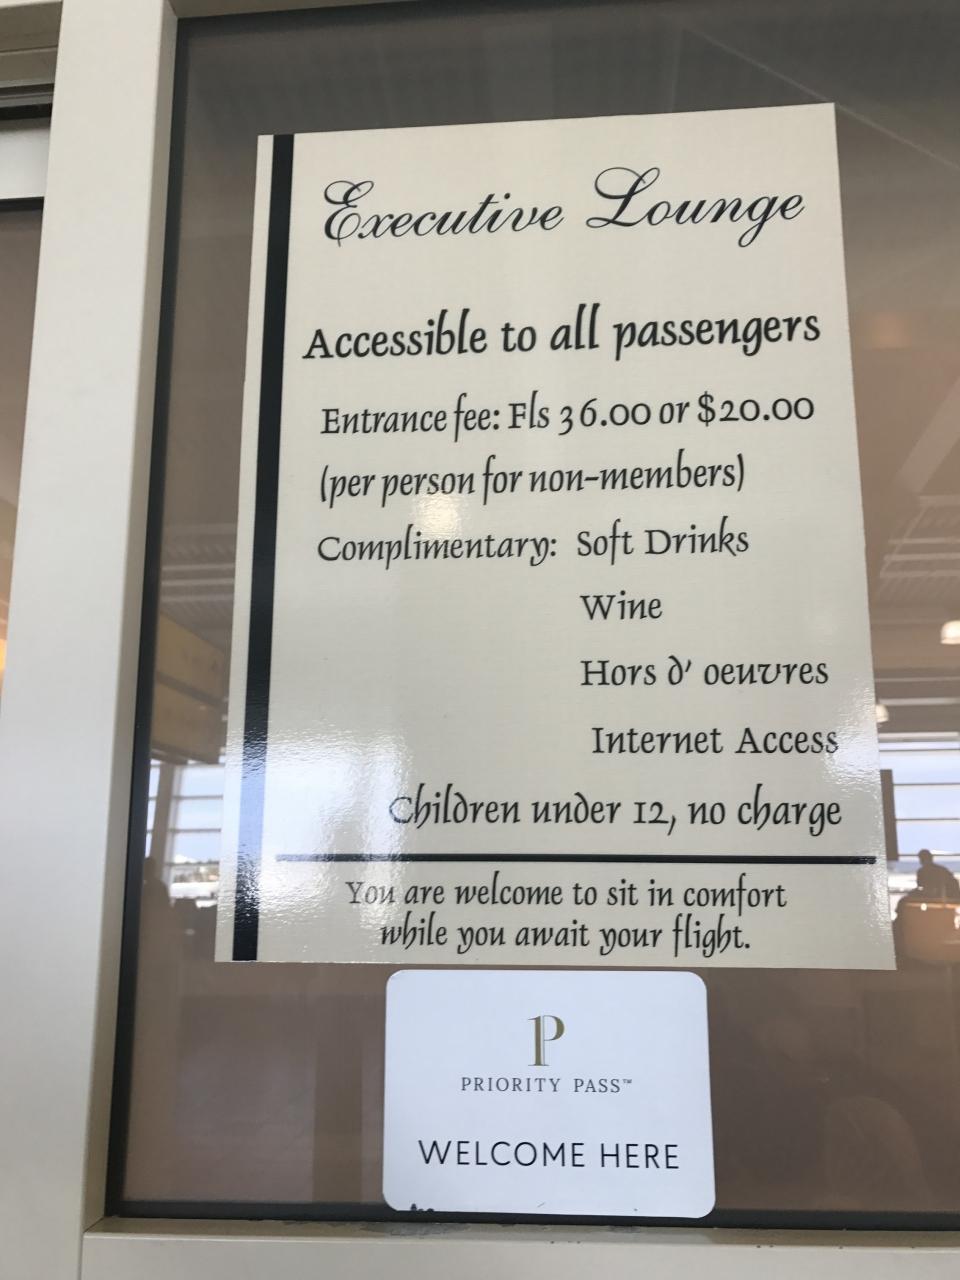 Executive Lounge
Accessible to all passengers
Entrance fee: Fls 36.00 or $20.00
(per person for non-members)
Complimentary: Soft Drinks
Wine
Hors d' oeuvres
Internet Access
Children under 12, no charge
You are welcome to sit in comfort
while you await your flight.
P
PRIORITY PASS™
WELCOME HERE